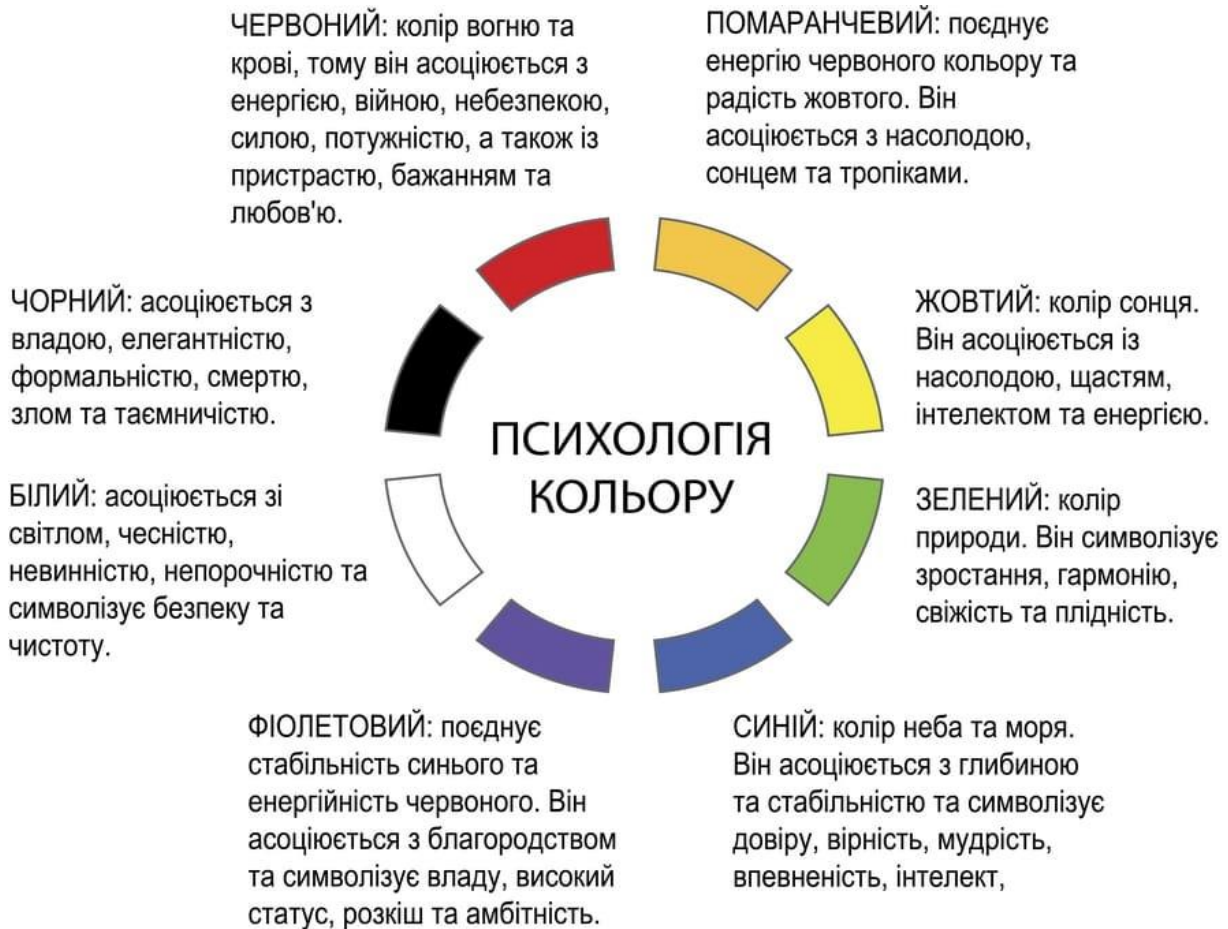 ЧЕРВОНИЙ: колір вогню та
крові, тому він асоціюється з
енергією, війною, небезпекою,
силою, потужністю, а також із
пристрастю, бажанням та
любов'ю.
ПОМАРАНЧЕВИЙ: поєднує
енергію червоного кольору та
радість жовтого. Він
асоціюється з насолодою,
сонцем та тропіками.
ЧОРНИЙ: асоціюється з
владою, елегантністю,
формальністю, смертю,
злом та таємничістю.
ЖОВТИЙ: колір сонця.
Він асоціюється із
насолодою, щастям,
інтелектом та енергією.
ПСИХОЛОГІЯ
КОЛЬОРУ
БІЛИЙ: асоціюється зі
світлом, чесністю,
невинністю, непорочністю та
символізує безпеку та
чистоту.
ЗЕЛЕНИЙ: колір
природи. Він символізує
зростання, гармонію,
свіжість та плідність.
ФІОЛЕТОВИЙ: поєднує
стабільність синього та
енергійність червоного. Він
асоціюється з благородством
та символізує владу, високий
статус, розкіш та амбітність.
СИНІЙ: колір неба та моря.
Він асоціюється з глибиною
та стабільністю та символізує
довіру, вірність, мудрість,
впевненість, інтелект,